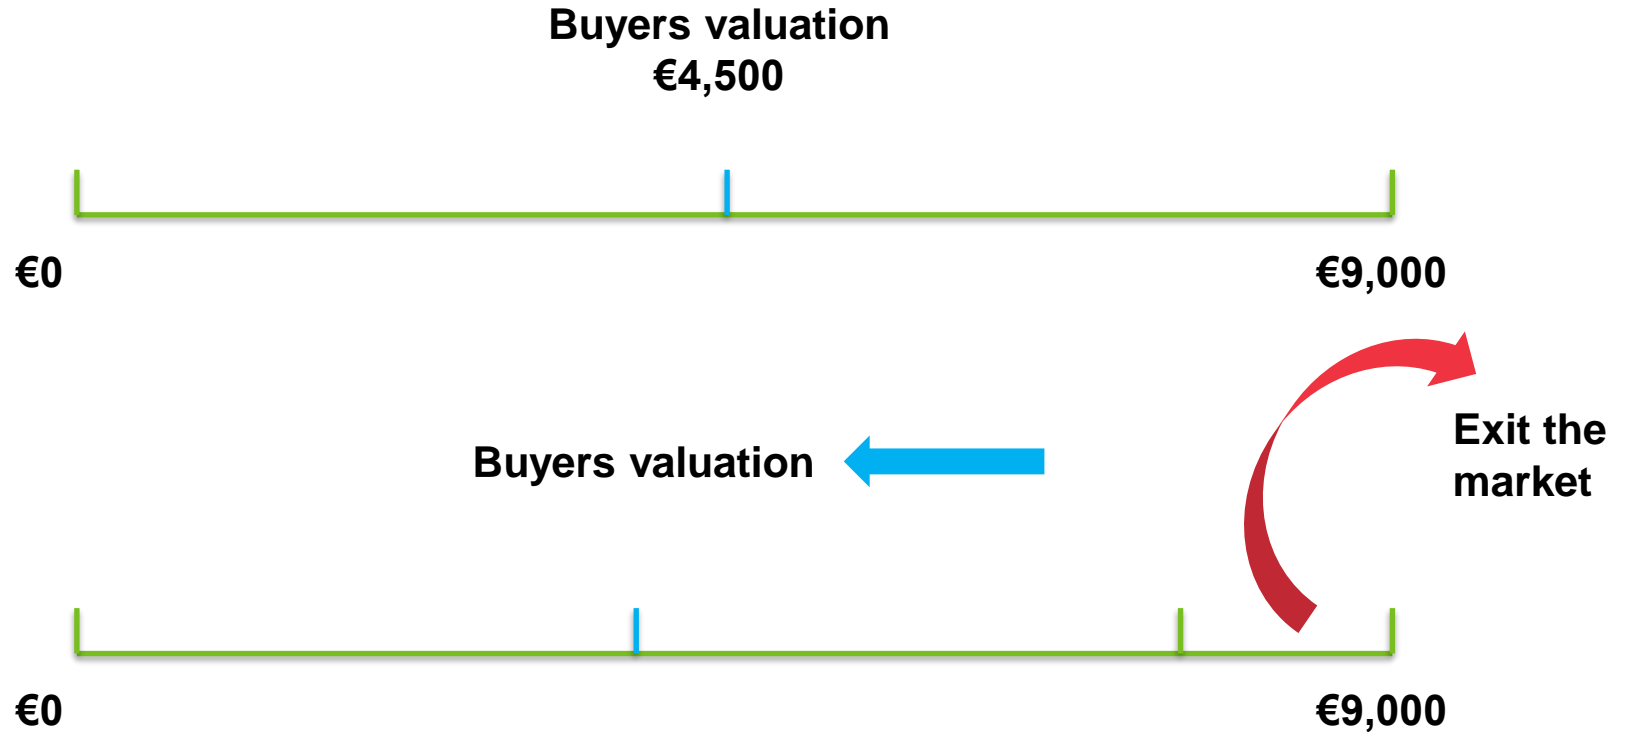 Buyers valuation
€4,500
€0
€9,000
Exit the
market
Buyers valuation
€0
€9,000